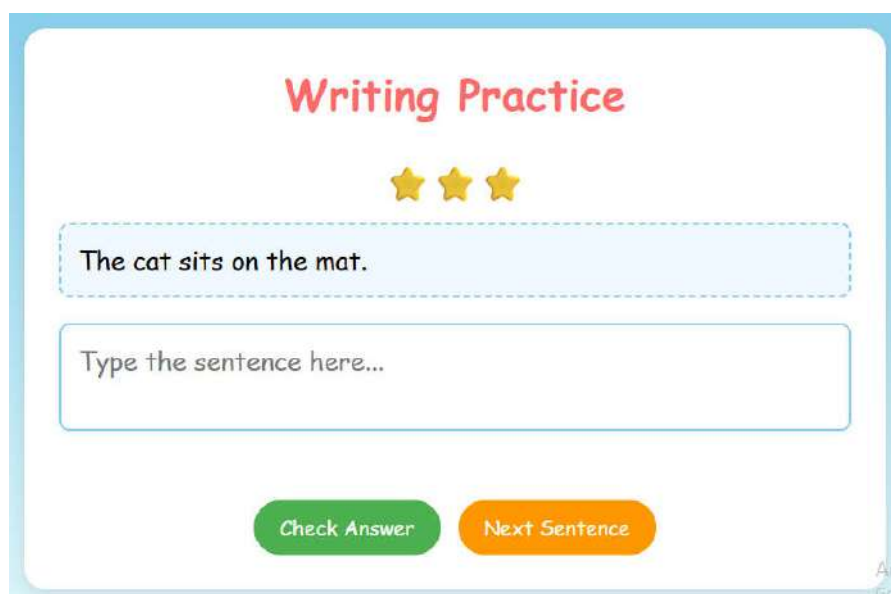 Writing Practice
The cat sits on the mat.
Type the sentence here...
Check Answer
Next Sentence